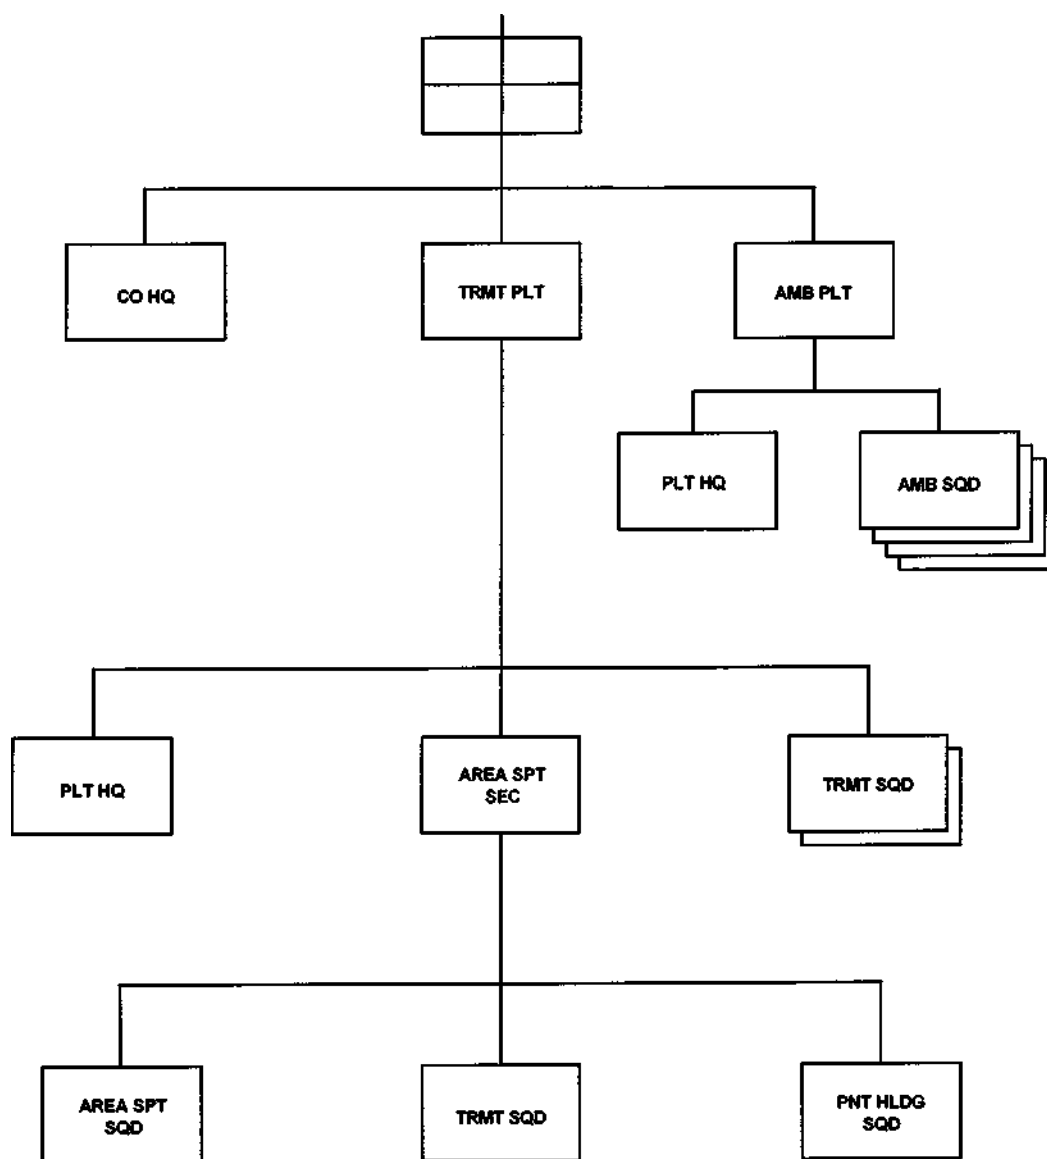 CO HQ
TRMT PLT
AMB PLT
PLT HQ
AMB SQD
PLT HQ
AREA SPT
SEC
TRMT SQD
AREA SPT
SQD
TRMT SQD
PNT HLDG
SQD